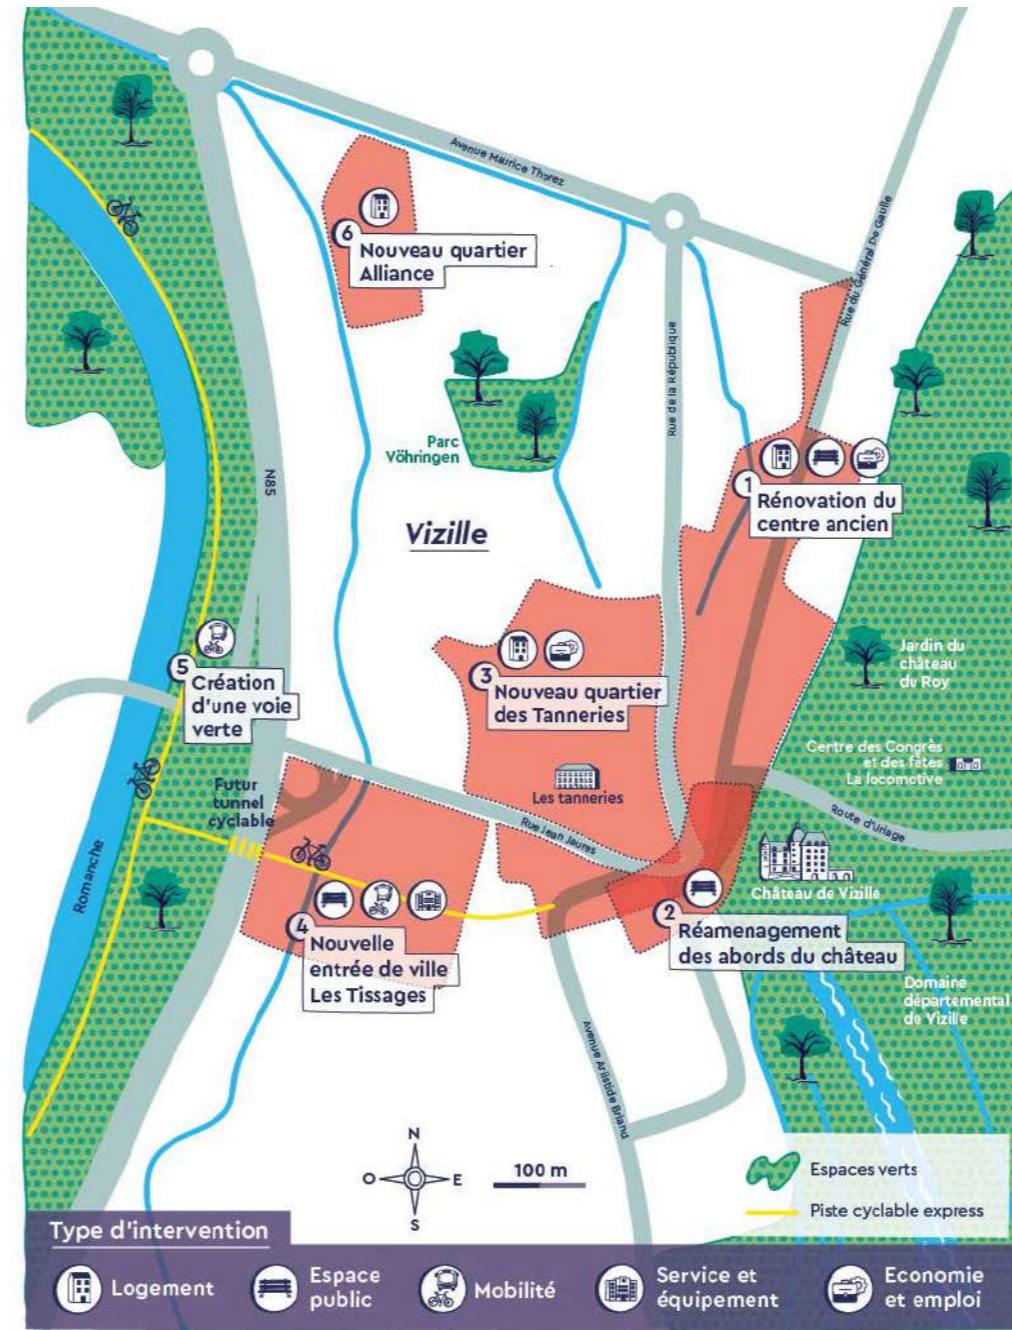 Avenue Maurice Thorez
Rue du Général De Gaulle
6
Nouveau quartier
Alliance
Rue de la République
Parc
Vöhringen
N85
1
Rénovation du
centre ancien
Vizille
5
Création
d'une voie
verte
3
Nouveau quartier
des Tanneries
Jardin du
château
du Roy
Centre des Congrès
et des fêtes
La locomotive
Futur
tunnel
cyclable
Les tanneries
Rue Jean Jaures
Route d'Uriage
Romanche
Château de Vizille
4
Nouvelle
entrée de ville
Les Tissages
2
Réamenagement
des abords du château
Domaine
départemental
de Vizille
Avenue Ariistide Briand
N
O
E
S
100 m
Espaces verts
Piste cyclable express
Type d'intervention
Logement
Espace
public
Mobilité
Service et
équipement
Economie
et emploi